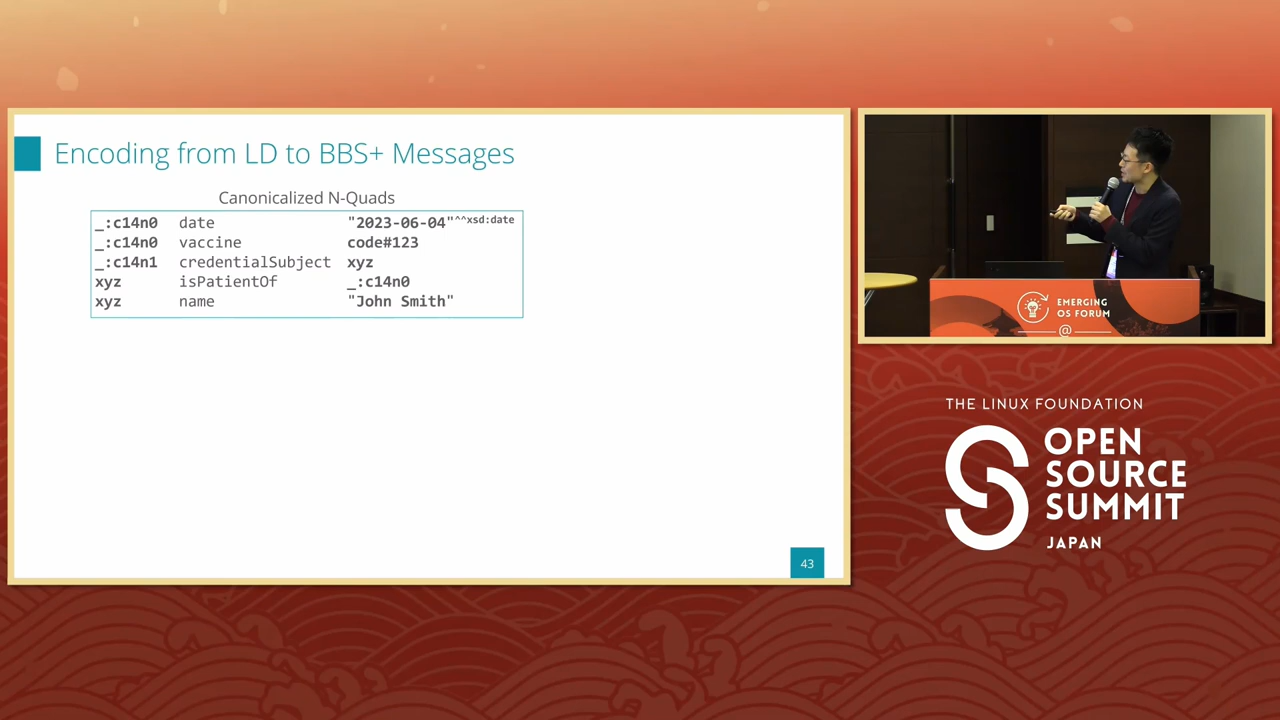 Encoding from LD to BBS+ Messages
Canonicalized N-Quads
_:c14n0 date "2023-06-04"^^xsd:date
_:c14n0 vaccine code#123
_:c14n1 credentialSubject xyz
xyz isPatientOf _:c14n0
xyz name "John Smith"
43
EMERGING
OS FORUM
@
THE LINUX FOUNDATION
OPEN
SOURCE
SUMMIT
JAPAN